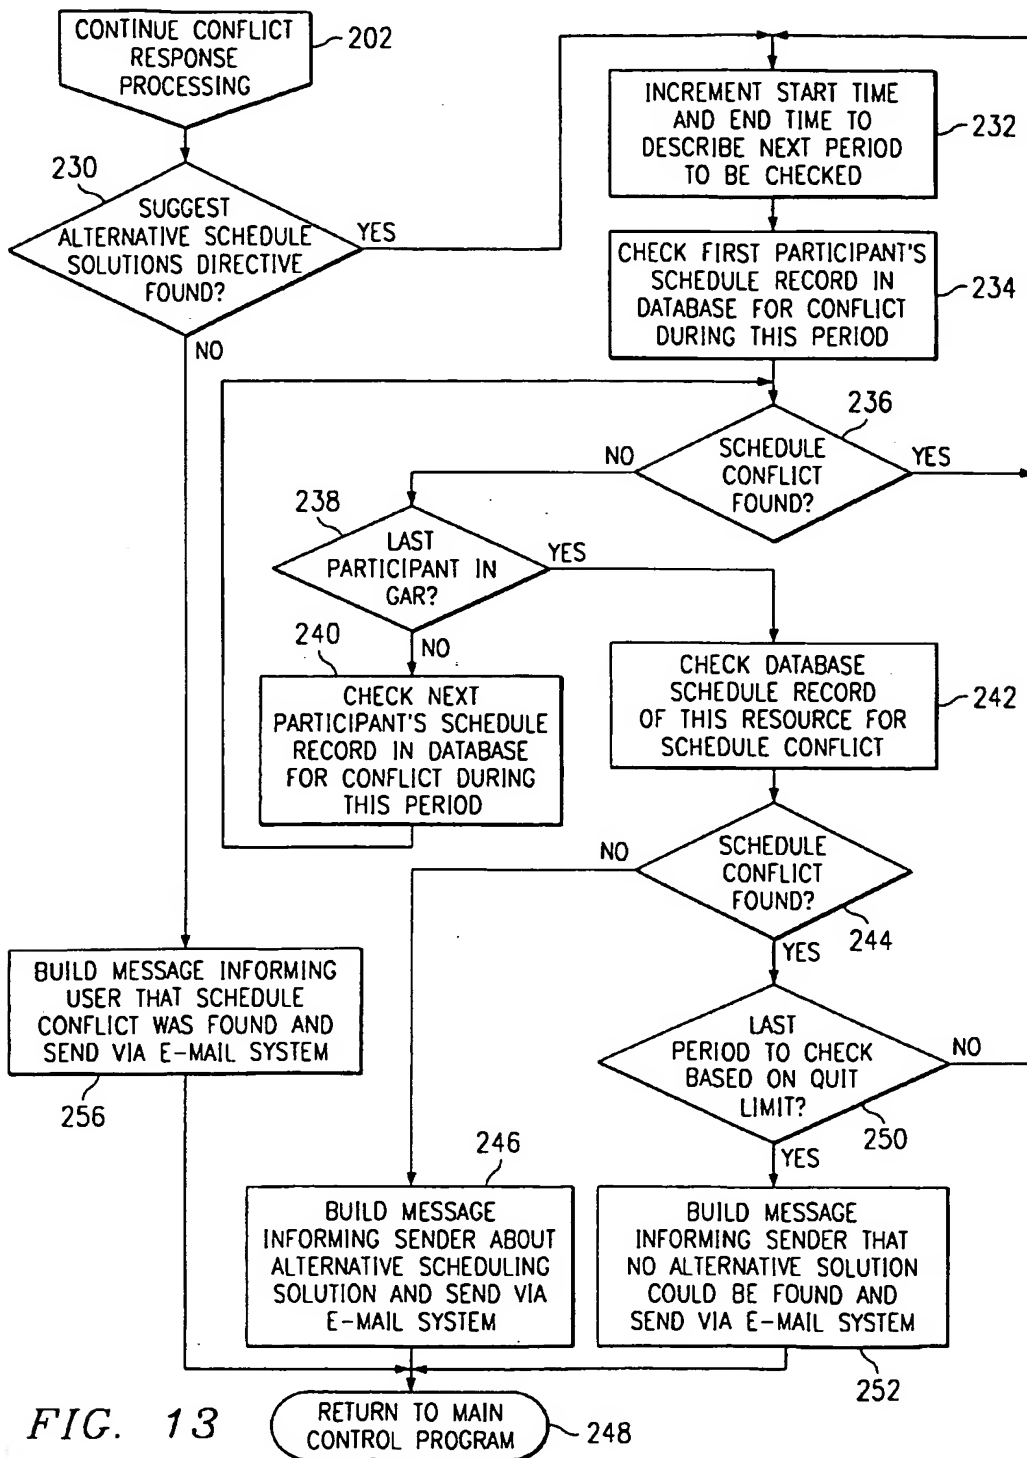 CONTINUE CONFLICT
RESPONSE
PROCESSING
202
230
SUGGEST
ALTERNATIVE SCHEDULE
SOLUTIONS DIRECTIVE
FOUND?
YES
NO
INCREMENT START TIME
AND END TIME TO
DESCRIBE NEXT PERIOD
TO BE CHECKED
232
CHECK FIRST PARTICIPANT'S
SCHEDULE RECORD IN
DATABASE FOR CONFLICT
DURING THIS PERIOD
234
236
SCHEDULE
CONFLICT
FOUND?
NO
YES
238
LAST
PARTICIPANT IN
GAR?
YES
NO
240
CHECK NEXT
PARTICIPANT'S SCHEDULE
RECORD IN DATABASE
FOR CONFLICT DURING
THIS PERIOD
CHECK DATABASE
SCHEDULE RECORD
OF THIS RESOURCE FOR
SCHEDULE CONFLICT
242
SCHEDULE
CONFLICT
FOUND?
NO
244
YES
BUILD MESSAGE INFORMING
USER THAT SCHEDULE
CONFLICT WAS FOUND AND
SEND VIA E-MAIL SYSTEM
256
LAST
PERIOD TO CHECK
BASED ON QUIT
LIMIT?
NO
250
YES
246
BUILD MESSAGE
INFORMING SENDER ABOUT
ALTERNATIVE SCHEDULING
SOLUTION AND SEND VIA
E-MAIL SYSTEM
BUILD MESSAGE
INFORMING SENDER THAT
NO ALTERNATIVE SOLUTION
COULD BE FOUND AND
SEND VIA E-MAIL SYSTEM
252
RETURN TO MAIN
CONTROL PROGRAM
248
FIG. 13